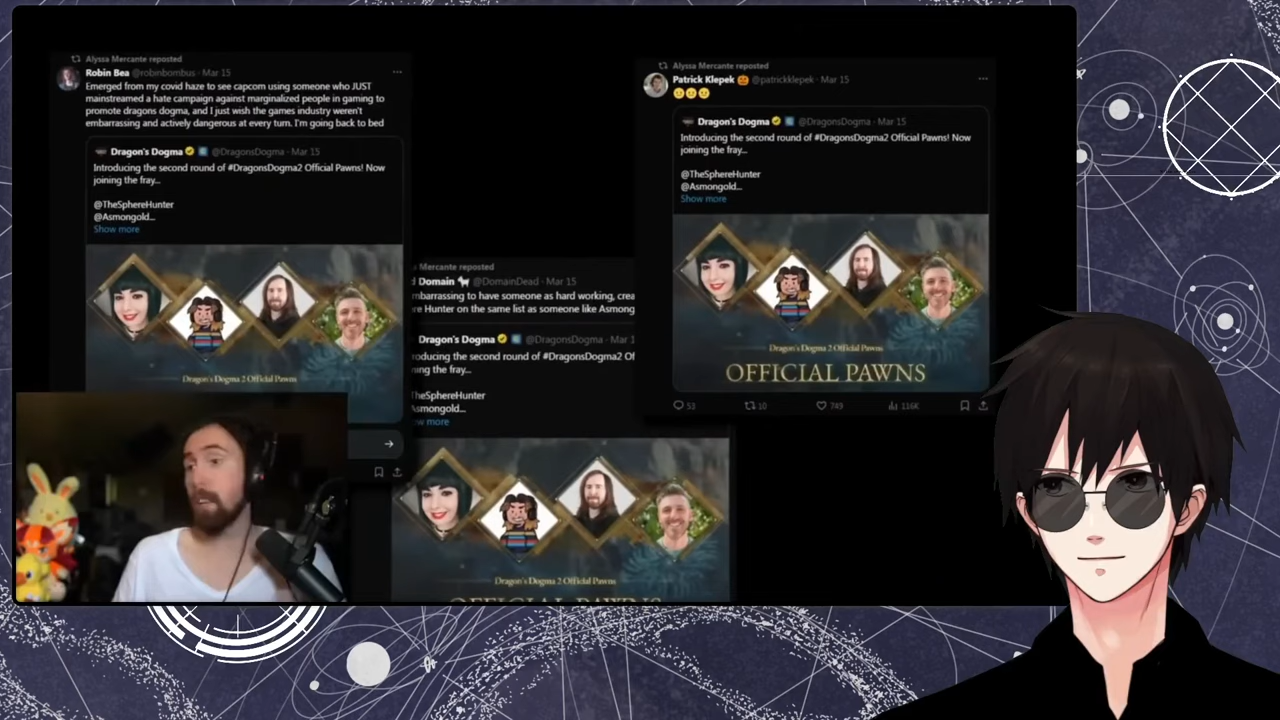 Alyssa Mercante reposted
Robin Bea @robinbombus · Mar 15
Emerged from my covid haze to see capcom using someone who JUST
mainstreamed a hate campaign against marginalized people in gaming to
promote dragons dogma, and I just wish the games industry weren't
embarrassing and actively dangerous at every turn. I'm going back to bed
Dragon's Dogma @DragonsDogma · Mar 15
Introducing the second round of #DragonsDogma2 Official Pawns! Now
joining the fray...
@TheSphereHunter
@Asmongold...
Show more
Dragon's Dogma 2 Official Pawns
Mercante reposted
Domain @DomainDead · Mar 15
mbarrassing to have someone as hard working, crea
re Hunter on the same list as someone like Asmong
Dragon's Dogma @DragonsDogma · Mar 1
roducing the second round of #DragonsDogma2 Of
ning the fray...
TheSphereHunter
Asmongold...
ow more
Dragon's Dogma 2 Official Pawns
Alyssa Mercante reposted
Patrick Klepek @patrickklepek · Mar 15
Dragon's Dogma @DragonsDogma · Mar 15
Introducing the second round of #DragonsDogma2 Official Pawns! Now
joining the fray...
@TheSphereHunter
@Asmongold...
Show more
Dragon's Dogma 2 Official Pawns
OFFICIAL PAWNS
53 10 749 116K